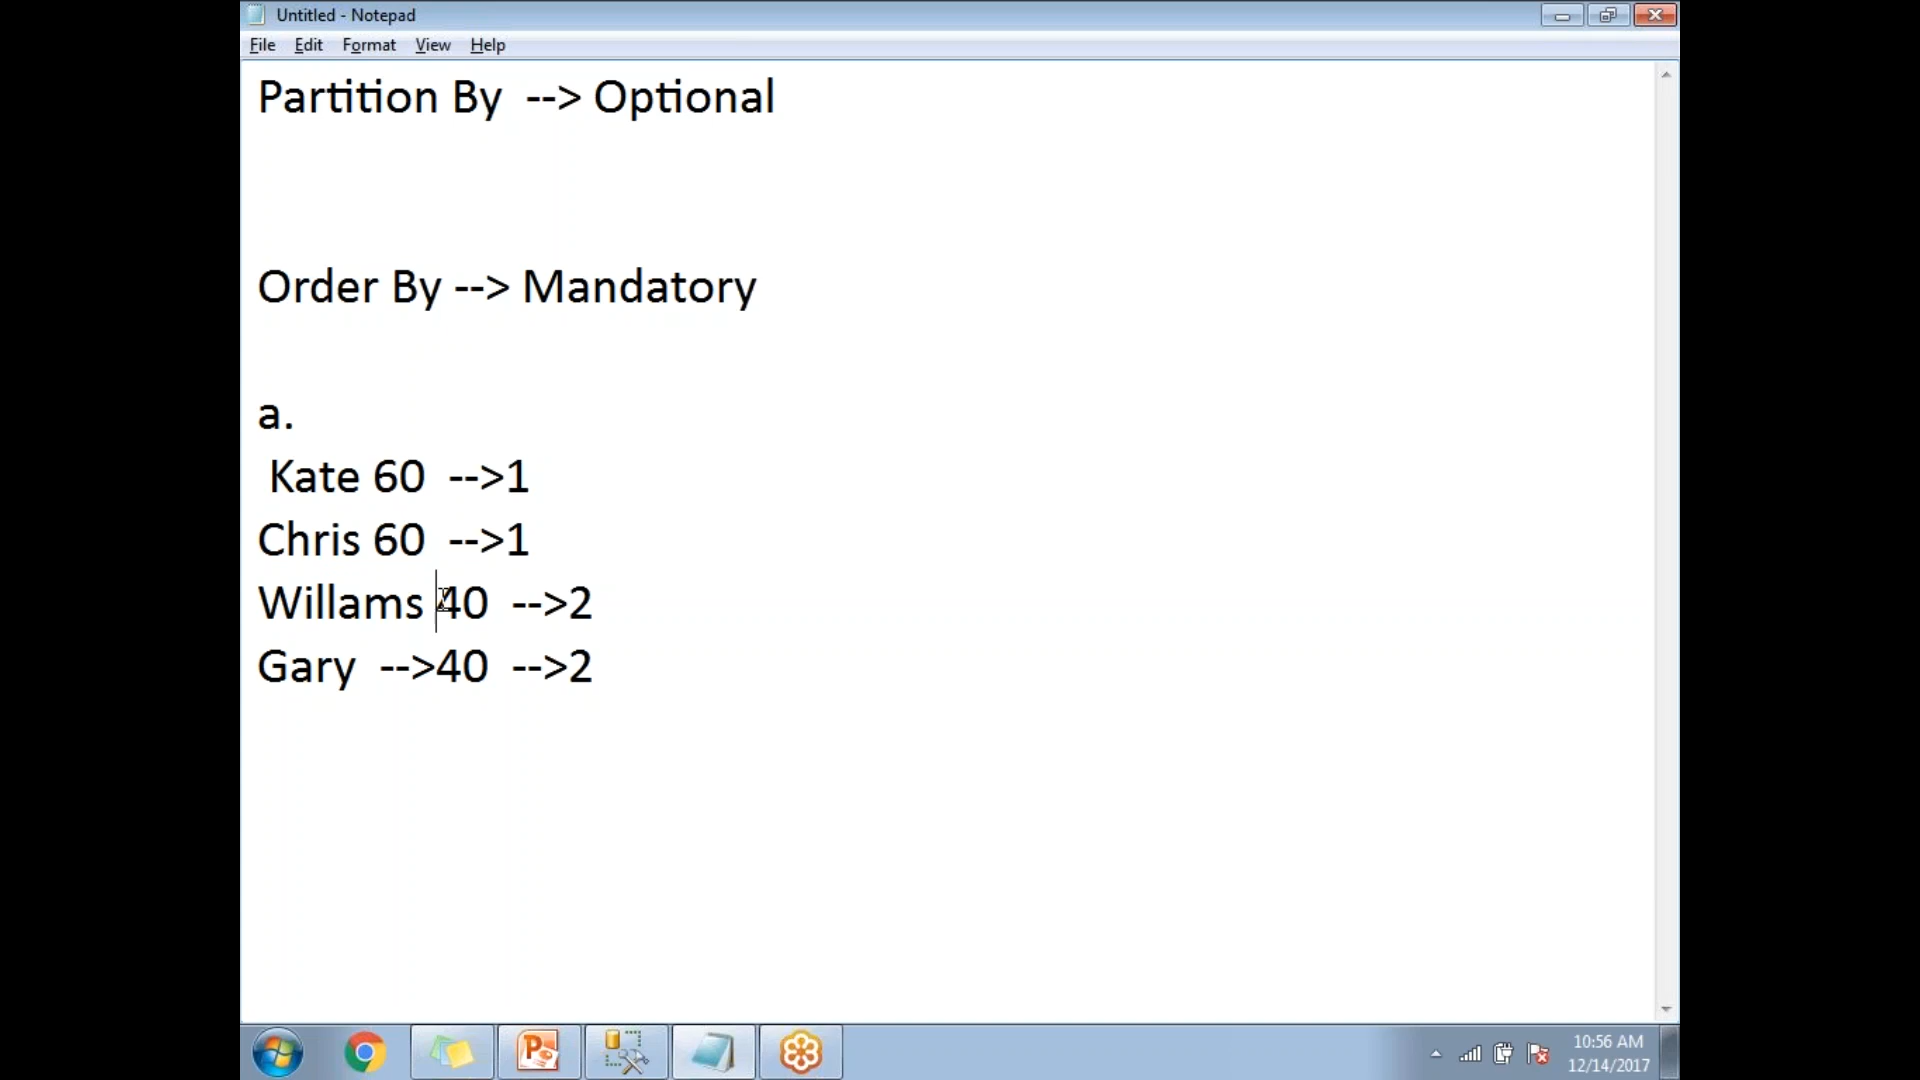 Untitled - Notepad
File Edit Format View Help
Partition By --> Optional
Order By --> Mandatory
a.
Kate 60 -->1
Chris 60 -->1
Willams 40 -->2
Gary -->40 -->2
10:56 AM
12/14/2017